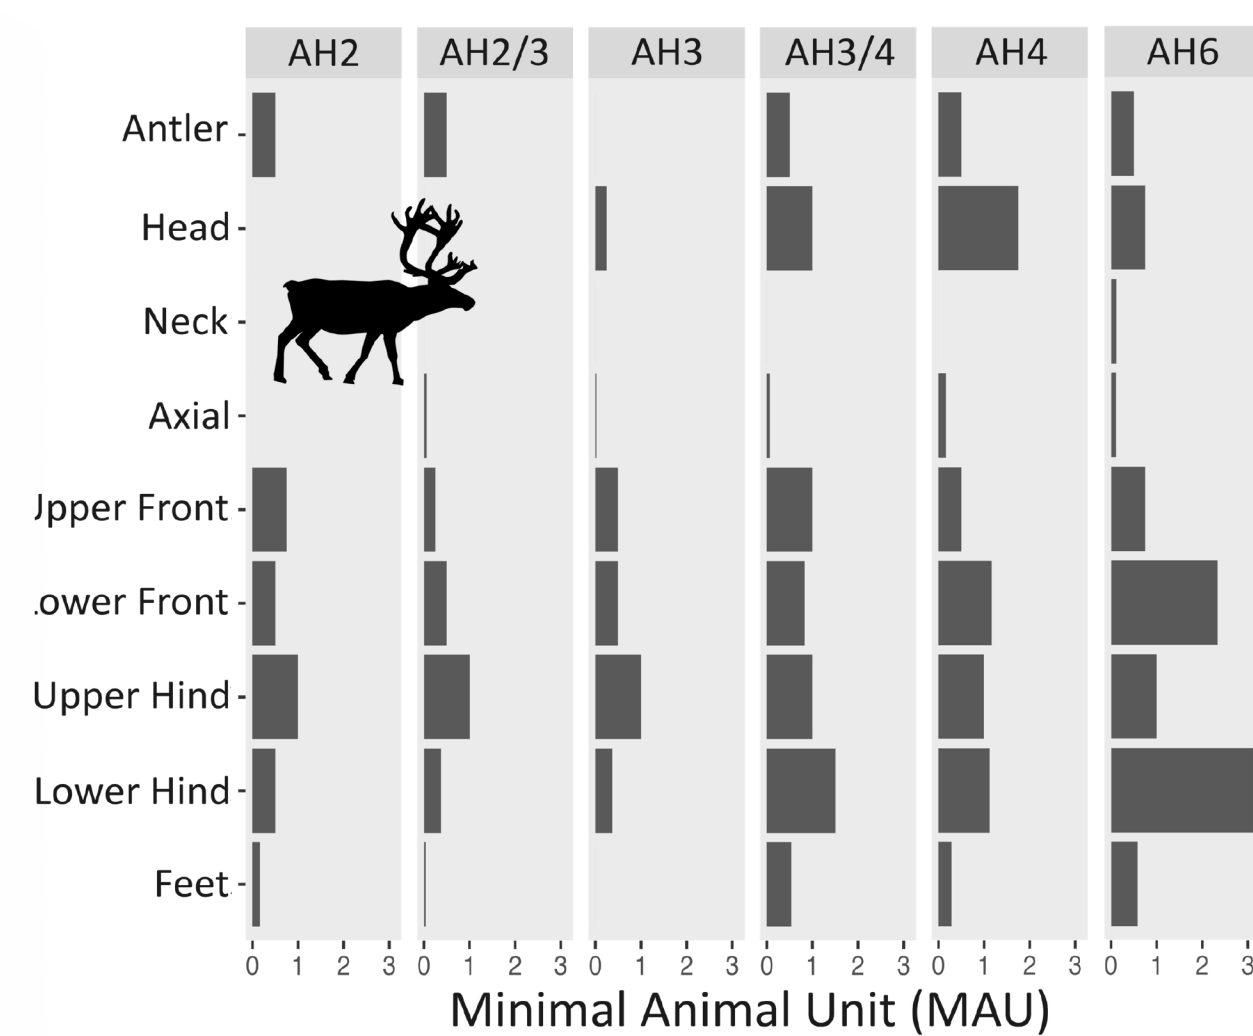 AH2 AH2/3 AH3 AH3/4 AH4 AH6
Antler
Head
Neck
Axial
Upper Front
Lower Front
Upper Hind
Lower Hind
Feet
0 1 2 3 0 1 2 3 0 1 2 3 0 1 2 3 0 1 2 3 0 1 2 3
Minimal Animal Unit (MAU)